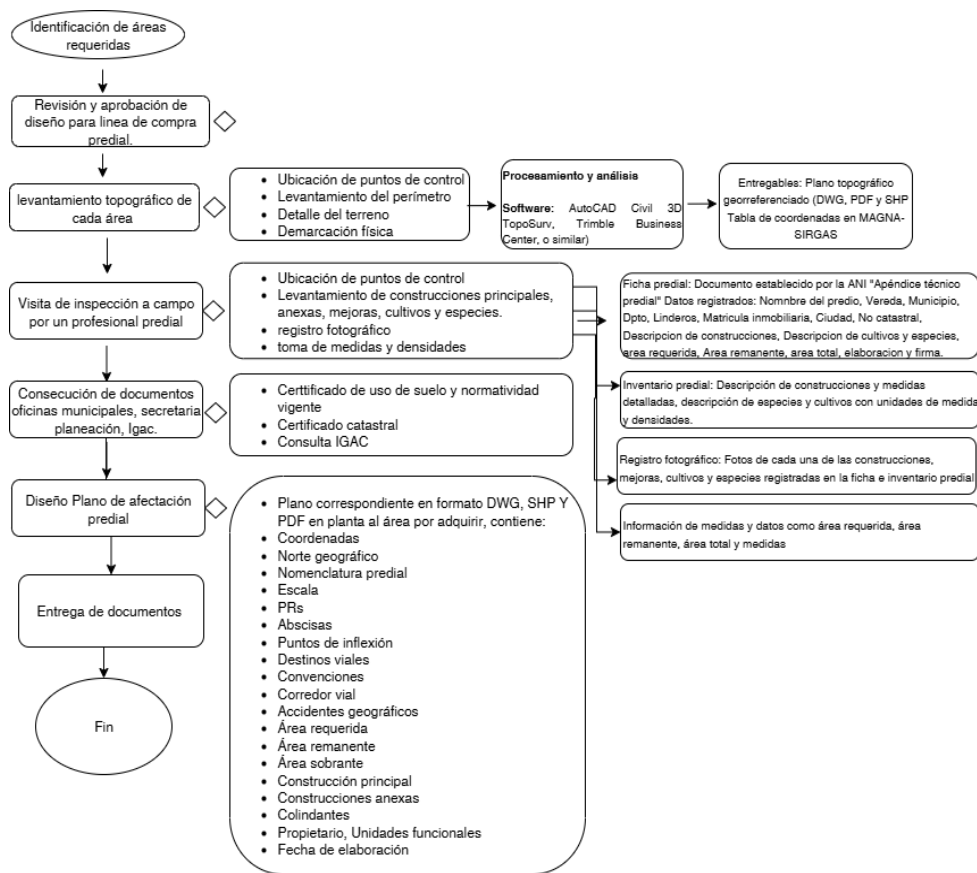 Identificación de áreas
requeridas
Revisión y aprobación de
diseño para linea de compra
predial.
levantamiento topográfico de
cada área
• Ubicación de puntos de control
• Levantamiento del perímetro
• Detalle del terreno
• Demarcación física
Procesamiento y análisis
Software: AutoCAD Civil 3D
TopoSurv, Trimble Business
Center, o similar)
Entregables: Plano topográfico
georreferenciado (DWG, PDF y SHP
Tabla de coordenadas en MAGNA-
SIRGAS
Visita de inspección a campo
por un profesional predial
• Ubicación de puntos de control
• Levantamiento de construcciones principales,
anexas, mejoras, cultivos y especies.
• registro fotográfico
• toma de medidas y densidades
Ficha predial: Documento establecido por la ANI "Apéndice técnico
predial" Datos registrados: Nomnbre del predio, Vereda, Municipio,
Dpto, Linderos, Matricula inmobiliaria, Ciudad, No catastral,
Descripcion de construcciones, Descripcion de cultivos y especies,
area requerida, Area remanente, area total, elaboracion y firma.
Inventario predial: Descripción de construcciones y medidas
detalladas, descripción de especies y cultivos con unidades de medida
y densidades.
Registro fotográfico: Fotos de cada una de las construcciones,
mejoras, cultivos y especies registradas en la ficha e inventario predial
Información de medidas y datos como área requerida, área
remanente, área total y medidas
Consecución de documentos
oficinas municipales, secretaria
planeación, Igac.
• Certtificado de uso de suelo y normatividad
vigente
• Certificado catastral
• Consulta IGAC
Diseño Plano de afectación
predial
• Plano correspondiente en formato DWG, SHP Y
PDF en planta al área por adquirir, contiene:
• Coordenadas
• Norte geográfico
• Nomenclatura predial
• Escala
• PRs
• Abscisas
• Puntos de inflexión
• Destinos viales
• Convenciones
• Corredor vial
• Accidentes geográficos
• Área requerida
• Área remanente
• Área sobrante
• Construcción principal
• Construcciones anexas
• Colindantes
• Propietario, Unidades funcionales
• Fecha de elaboración
Entrega de documentos
Fin